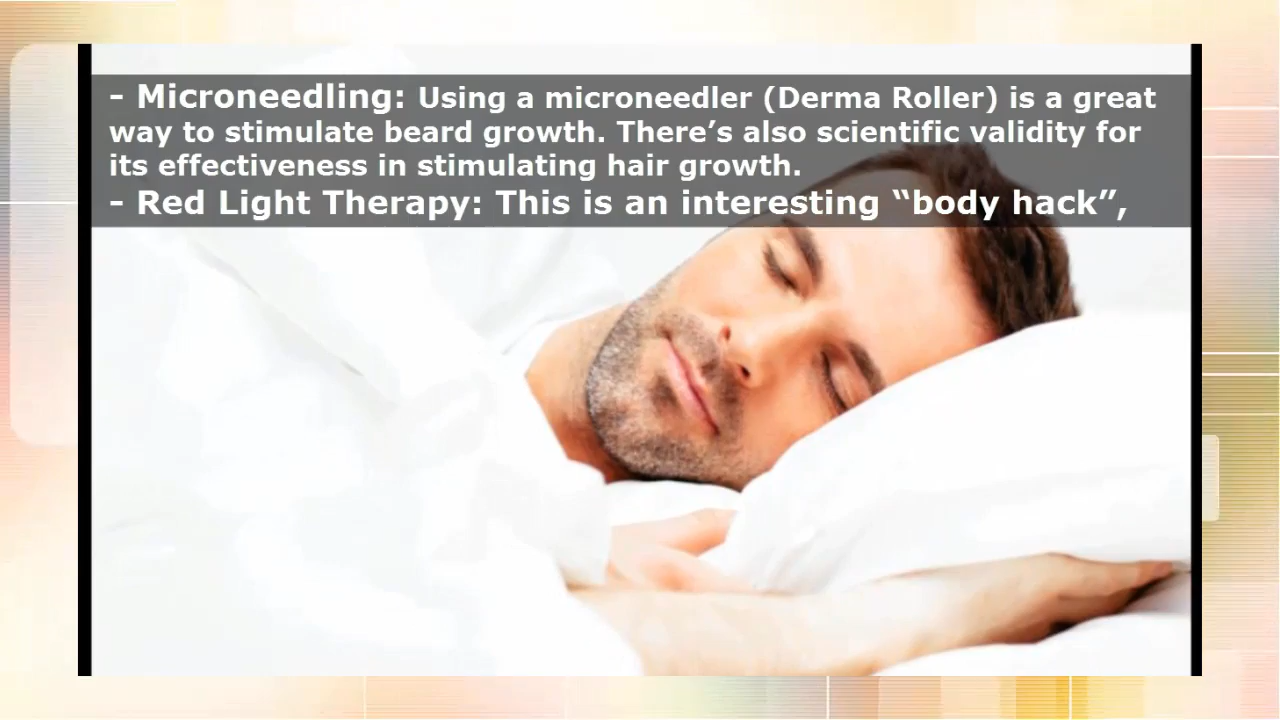 - Microneedling: Using a microneedler (Derma Roller) is a great
way to stimulate beard growth. There’s also scientific validity for
its effectiveness in stimulating hair growth.
- Red Light Therapy: This is an interesting “body hack”,